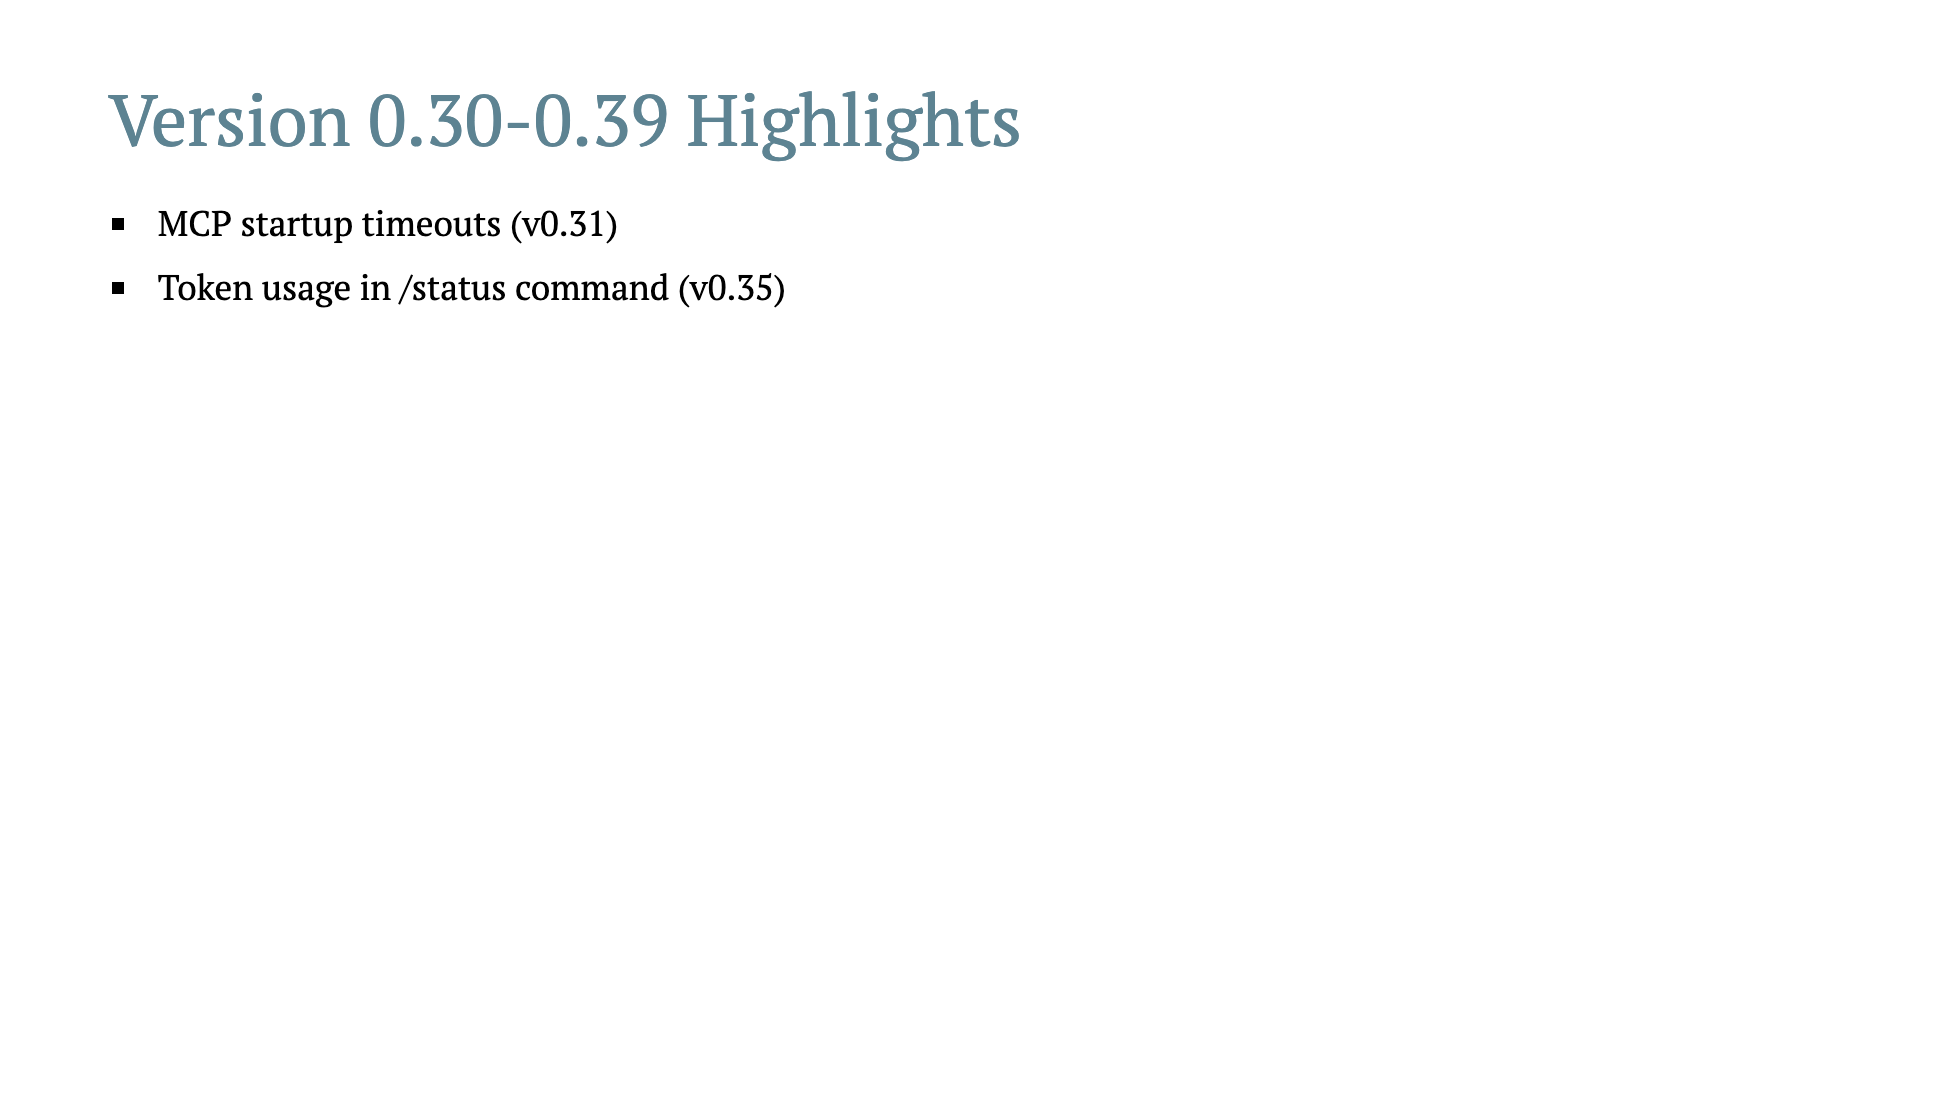 Version 0.30-0.39 Highlights
▪ MCP startup timeouts (v0.31)
▪ Token usage in /status command (v0.35)